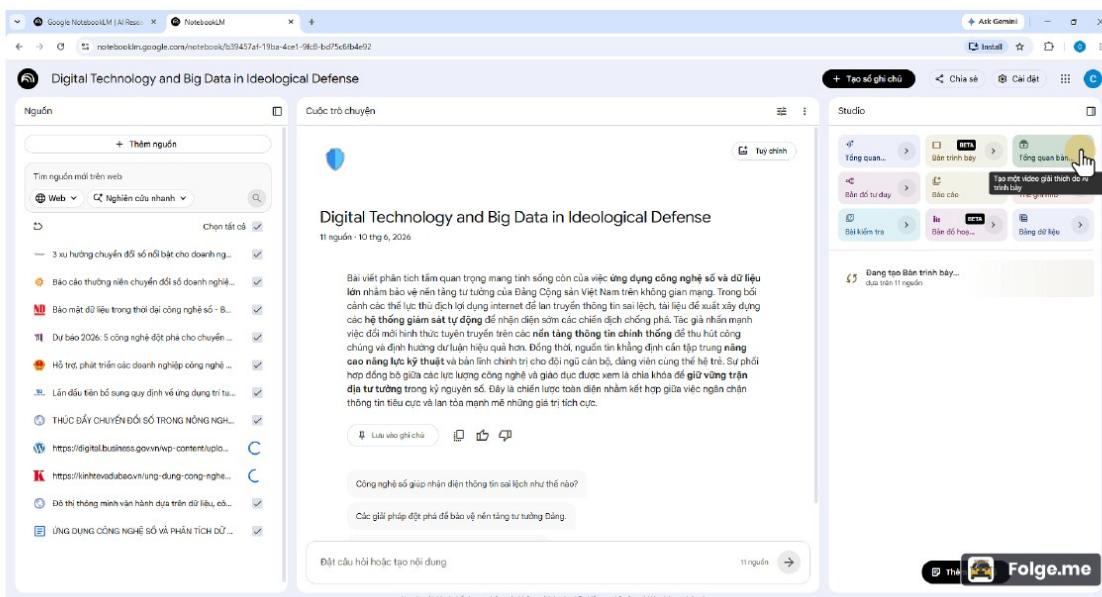 Google NotebookLM | AI Resea
NotebookLM
Ask Gemini
notebooklm.google.com/notebook/b39457af-19ba-4ce1-9fc8-bd75c6fb4e92
Install
Digital Technology and Big Data in Ideological Defense
+ Tạo sổ ghi chú
Chia sẻ
Cài đặt
C
Nguồn
+ Thêm nguồn
Tìm nguồn mới trên web
Web
Nghiên cứu nhanh
Chọn tất cả
3 xu hướng chuyển đổi số nổi bật cho doanh ng...
Báo cáo thường niên chuyển đổi số doanh nghiệ...
Bảo mật dữ liệu trong thời đại công nghệ số - B...
Dự báo 2026: 5 công nghệ đột phá cho chuyển ...
Hỗ trợ, phát triển các doanh nghiệp công nghệ ...
Lần đầu tiên bổ sung quy định về ứng dụng trí tu...
THÚC ĐẨY CHUYỂN ĐỔI SỐ TRONG NÔNG NGH...
https://digital.business.gov.vn/wp-content/uplo...
https://kinhtevadubao.vn/ung-dung-cong-nghe...
Đô thị thông minh vận hành dựa trên dữ liệu, cô...
ỨNG DỤNG CÔNG NGHỆ SỐ VÀ PHÂN TÍCH DỮ ...
Cuộc trò chuyện
Tuỳ chỉnh
Digital Technology and Big Data in Ideological Defense
11 nguồn · 10 thg 6, 2026
Bài viết phân tích tầm quan trọng mang tính sống còn của việc ứng dụng công nghệ số và dữ liệu
lớn nhằm bảo vệ nền tảng tư tưởng của Đảng Cộng sản Việt Nam trên không gian mạng. Trong bối
cảnh các thế lực thù địch lợi dụng internet để lan truyền thông tin sai lệch, tài liệu đề xuất xây dựng
các hệ thống giám sát tự động để nhận diện sớm các chiến dịch chống phá. Tác giả nhấn mạnh
việc đổi mới hình thức tuyên truyền trên các nền tảng thông tin chính thống để thu hút công
chúng và định hướng dư luận hiệu quả hơn. Đồng thời, nguồn tin khẳng định cần tập trung nâng
cao năng lực kỹ thuật và bản lĩnh chính trị cho đội ngũ cán bộ, đảng viên cùng thế hệ trẻ. Sự phối
hợp đồng bộ giữa các lực lượng công nghệ và giáo dục được xem là chìa khóa để giữ vững trận
địa tư tưởng trong kỷ nguyên số. Đây là chiến lược toàn diện nhằm kết hợp giữa việc ngăn chặn
thông tin tiêu cực và lan tỏa mạnh mẽ những giá trị tích cực.
Lưu vào ghi chú
Công nghệ số giúp nhận diện thông tin sai lệch như thế nào?
Các giải pháp đột phá để bảo vệ nền tảng tư tưởng Đảng.
Đặt câu hỏi hoặc tạo nội dung
11 nguồn
Studio
Tổng quan...
BETA
Bản trình bày
Tổng quan bằn...
Tạo một video giải thích do AI
trình bày
Bản đồ tư duy
Báo cáo
Thẻ ghi nhớ
Bài kiểm tra
BETA
Bản đồ hoạ...
Bảng dữ liệu
Đang tạo Bản trình bày...
dựa trên 11 nguồn
Thê
Folge.me